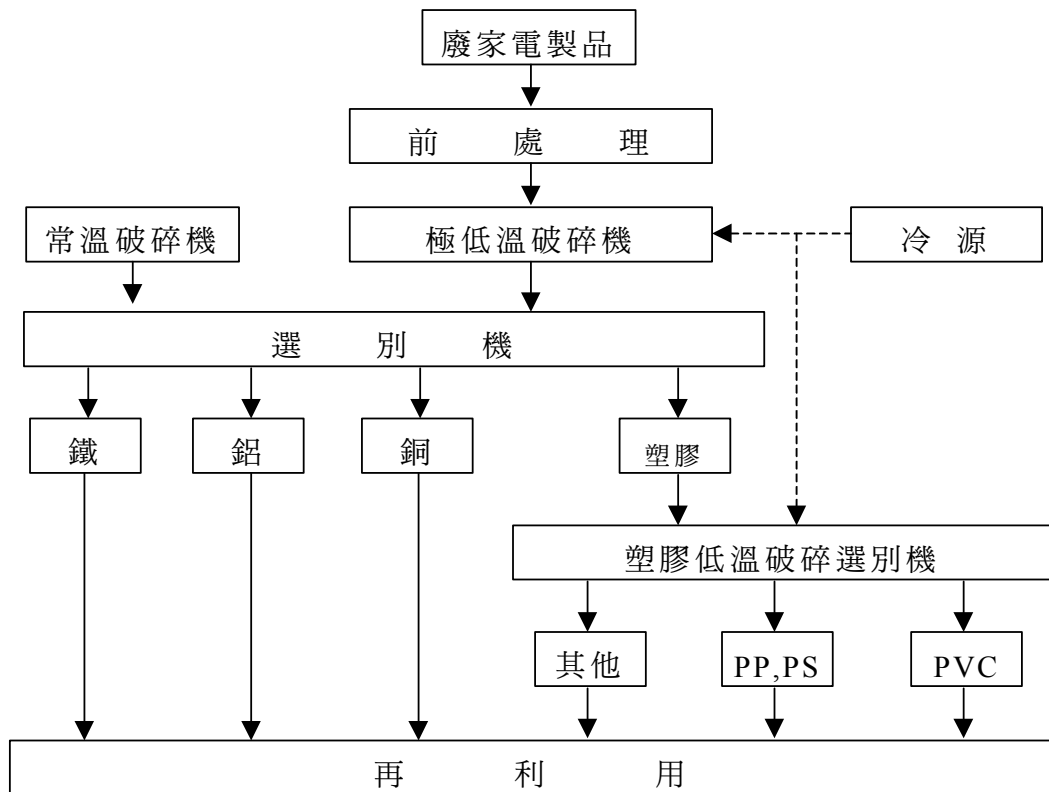 廢家電製品
前處理
常溫破碎機
極低溫破碎機
冷源
選別機
鐵
鋁
銅
塑膠
塑膠低溫破碎選別機
其他
PP,PS
PVC
再利用